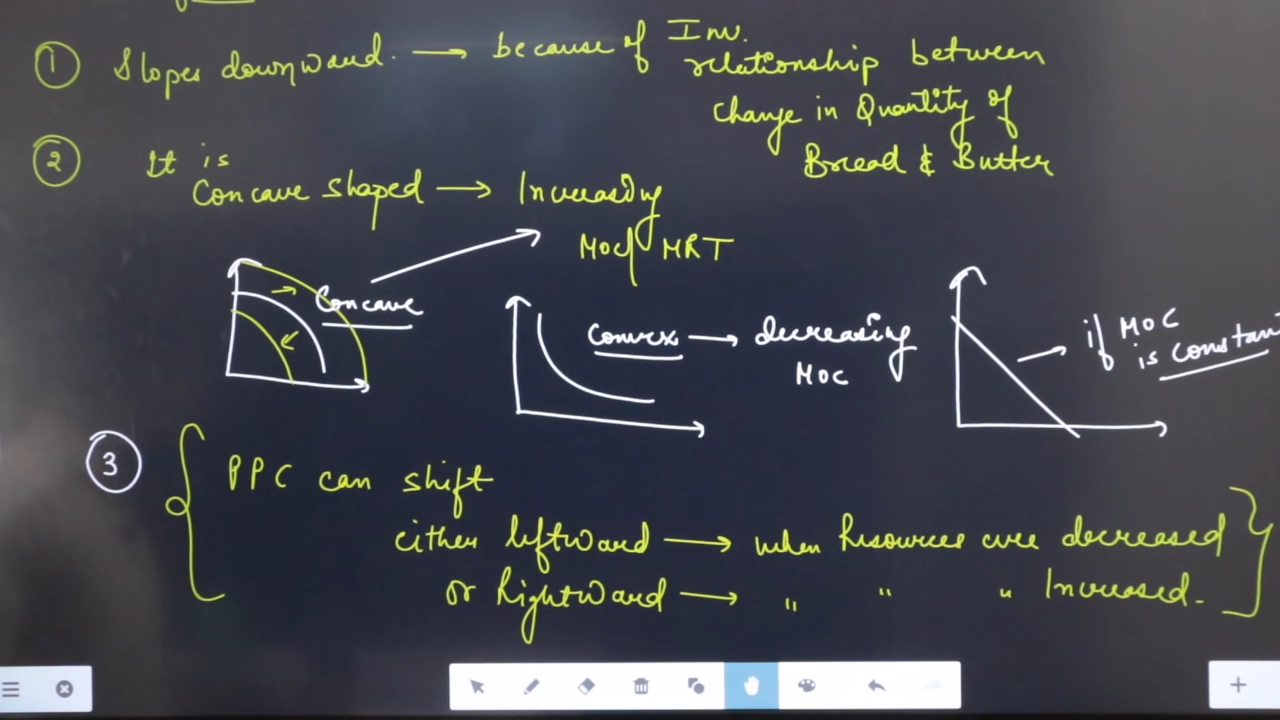 ① Slopes downward. → because of Inv.
relationship between
change in Quantity of
Bread & Butter
② It is
Concave shaped → Increasing
MOC/MRT
Concave
Convex → decreasing
MOC
if MOC
is constan
③ PPC can shift
either leftward → when Resources are decreased
or Rightward → " " " Increased.